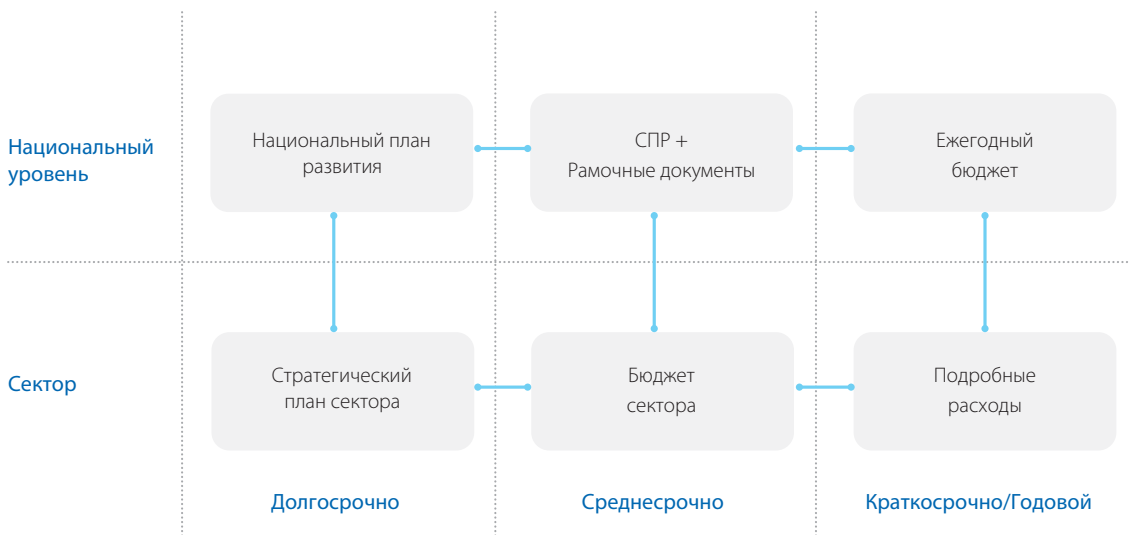 Национальный
уровень
Национальный план
развития
СПР +
Рамочные документы
Ежегодный
бюджет
Сектор
Стратегический
план сектора
Бюджет
сектора
Подробные
расходы
Долгосрочно
Среднесрочно
Краткосрочно/Годовой